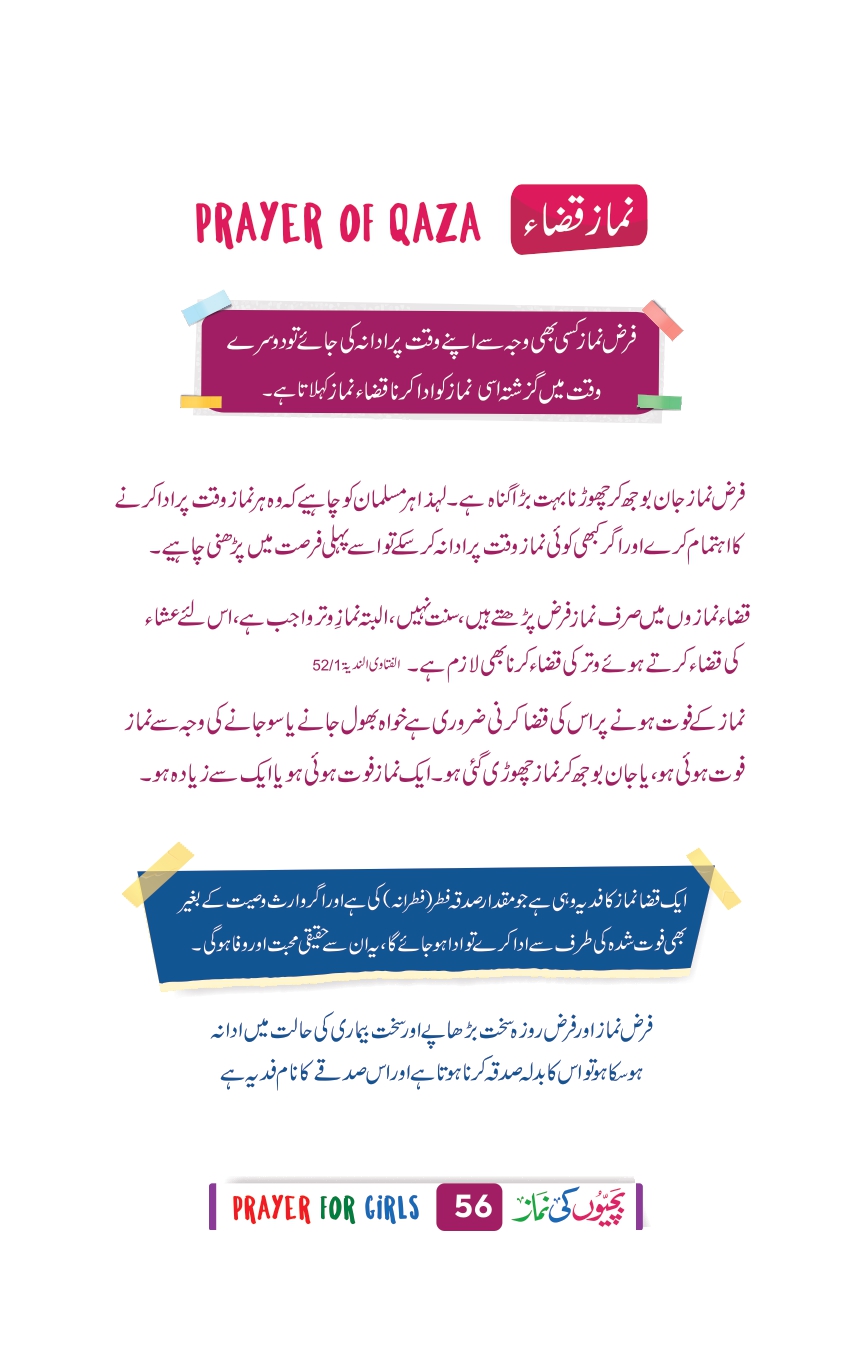 PRAYER OF QAZA نماز قضاء
فرض نماز کسی بھی وجہ سے اپنے وقت پر ادا نہ کی جائے تو دوسرے
وقت میں گزشتہ اسی نماز کو ادا کرنا قضاء نماز کہلاتا ہے۔
فرض نماز جان بوجھ کر چھوڑنا بہت بڑا گناہ ہے۔ لہذا ہر مسلمان کو چاہیے کہ وہ ہر نماز وقت پر ادا کرنے
کا اہتمام کرے اور اگر کبھی کوئی نماز وقت پر ادا نہ کر سکے تو اسے پہلی فرصت میں پڑھنی چاہیے۔
قضاء نمازوں میں صرف نماز فرض پڑھتے ہیں، سنت نہیں، البتہ نمازِ وتر واجب ہے، اس لئے عشاء
کی قضاء کرتے ہوئے وتر کی قضاء کرنا بھی لازم ہے۔ الفتاوی الندیۃ 52/1
نماز کے فوت ہونے پر اس کی قضا کرنی ضروری ہے خواہ بھول جانے یا سو جانے کی وجہ سے نماز
فوت ہوئی ہو، یا جان بوجھ کر نماز چھوڑی گئی ہو۔ ایک نماز فوت ہوئی ہو یا ایک سے زیادہ ہو۔
ایک قضا نماز کا فدیہ وہی ہے جو مقدار صدقہ فطر (فطرانہ) کی ہے اور اگر وارث وصیت کے بغیر
بھی فوت شدہ کی طرف سے ادا کرے تو ادا ہو جائے گا، یہ ان سے حقیقی محبت اور وفا ہوگی۔
فرض نماز اور فرض روزہ سخت بڑھاپے اور سخت بیماری کی حالت میں ادا نہ
ہو سکا ہو تو اس کا بدلہ صدقہ کرنا ہوتا ہے اور اس صدقے کا نام فدیہ ہے
PRAYER FOR GiRLS 56 بچیّوں کی نماز